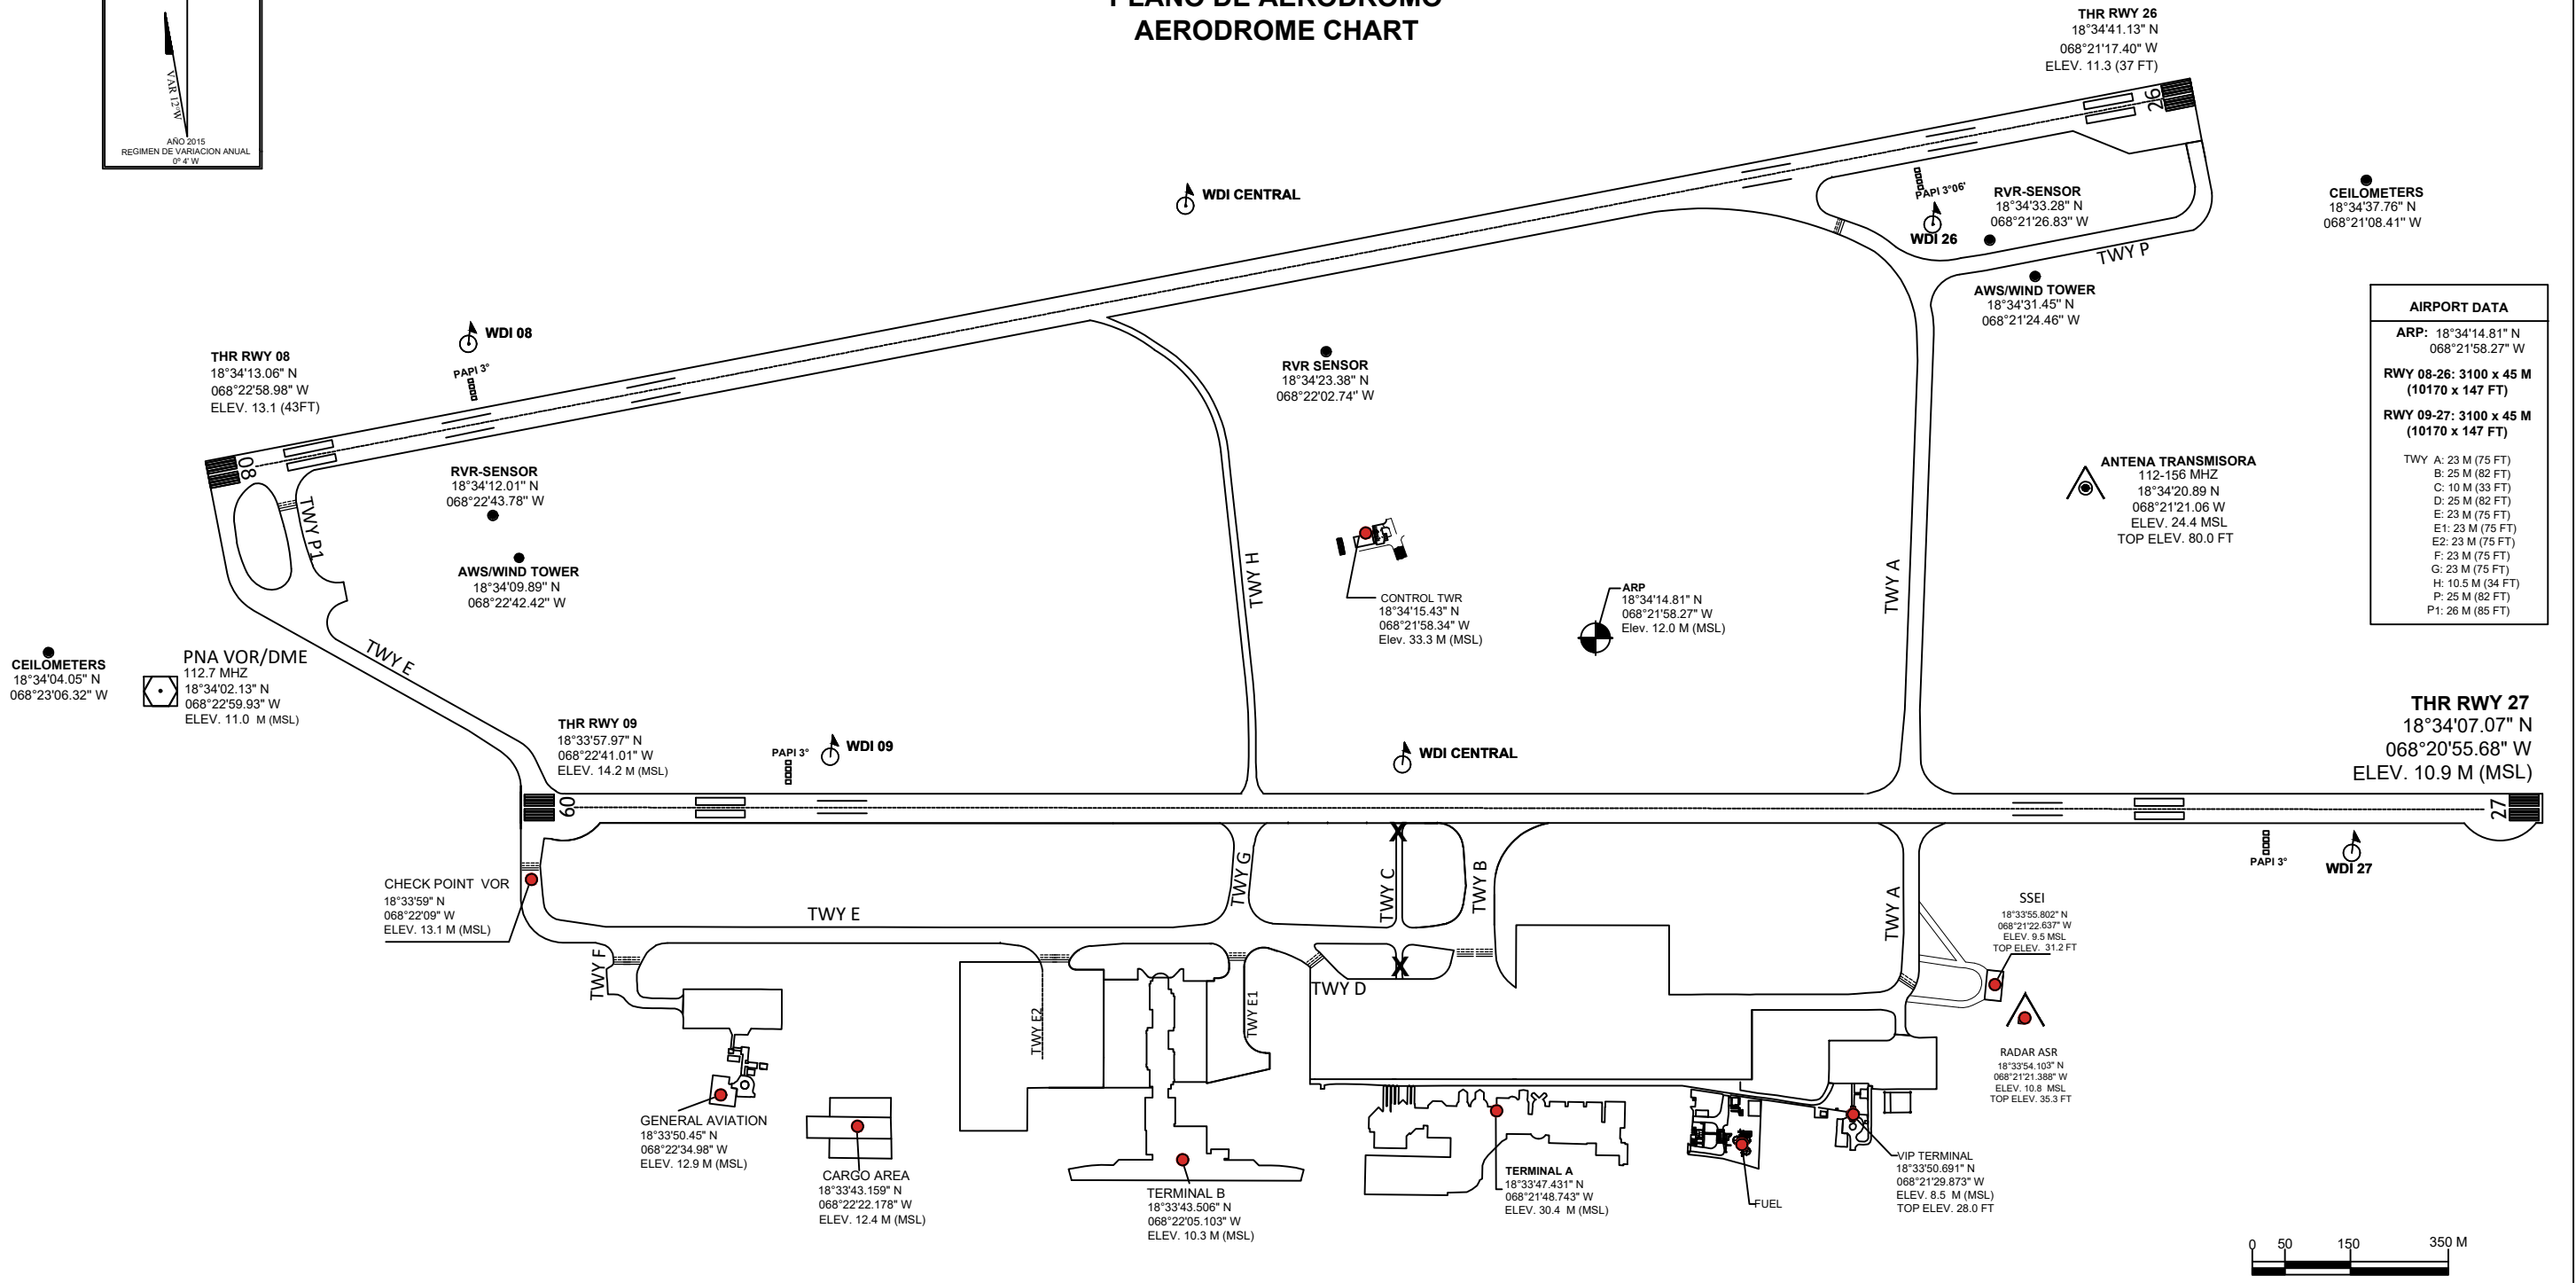 PLANO DE AERODROMO
AERODROME CHART
VAR 12°W
AÑO 2015
REGIMEN DE VARIACION ANUAL
0° 4' W
THR RWY 26
18°34'41.13" N
068°21'17.40" W
ELEV. 11.3 (37 FT)
26
WDI CENTRAL
PAPI 3°06'
WDI 26
RVR-SENSOR
18°34'33.28" N
068°21'26.83" W
CEILOMETERS
18°34'37.76" N
068°21'08.41" W
TWY P
AWS/WIND TOWER
18°34'31.45" N
068°21'24.46" W
AIRPORT DATA
ARP: 18°34'14.81" N
068°21'58.27" W
RWY 08-26: 3100 x 45 M
(10170 x 147 FT)
RWY 09-27: 3100 x 45 M
(10170 x 147 FT)
TWY A: 23 M (75 FT)
B: 25 M (82 FT)
C: 10 M (33 FT)
D: 25 M (82 FT)
E: 23 M (75 FT)
E1: 23 M (75 FT)
E2: 23 M (75 FT)
F: 23 M (75 FT)
G: 23 M (75 FT)
H: 10.5 M (34 FT)
P: 25 M (82 FT)
P1: 26 M (85 FT)
THR RWY 08
18°34'13.06" N
068°22'58.98" W
ELEV. 13.1 (43FT)
WDI 08
PAPI 3°
08
TWY P1
RVR-SENSOR
18°34'12.01" N
068°22'43.78" W
AWS/WIND TOWER
18°34'09.89" N
068°22'42.42" W
RVR SENSOR
18°34'23.38" N
068°22'02.74" W
TWY H
CONTROL TWR
18°34'15.43" N
068°21'58.34" W
Elev. 33.3 M (MSL)
ARP
18°34'14.81" N
068°21'58.27" W
Elev. 12.0 M (MSL)
TWY A
ANTENA TRANSMISORA
112-156 MHZ
18°34'20.89 N
068°21'21.06 W
ELEV. 24.4 MSL
TOP ELEV. 80.0 FT
CEILOMETERS
18°34'04.05" N
068°23'06.32" W
PNA VOR/DME
112.7 MHZ
18°34'02.13" N
068°22'59.93" W
ELEV. 11.0 M (MSL)
TWY E
THR RWY 09
18°33'57.97" N
068°22'41.01" W
ELEV. 14.2 M (MSL)
PAPI 3°
WDI 09
WDI CENTRAL
THR RWY 27
18°34'07.07" N
068°20'55.68" W
ELEV. 10.9 M (MSL)
09
27
X
PAPI 3°
WDI 27
CHECK POINT VOR
18°33'59" N
068°22'09" W
ELEV. 13.1 M (MSL)
TWY E
TWY G
TWY C
TWY B
TWY A
SSEI
18°33'55.802" N
068°21'22.637" W
ELEV. 9.5 MSL
TOP ELEV. 31.2 FT
X
TWY F
TWY E2
TWY E1
TWY D
RADAR ASR
18°33'54.103" N
068°21'21.388" W
ELEV. 10.8 MSL
TOP ELEV. 35.3 FT
GENERAL AVIATION
18°33'50.45" N
068°22'34.98" W
ELEV. 12.9 M (MSL)
CARGO AREA
18°33'43.159" N
068°22'22.178" W
ELEV. 12.4 M (MSL)
TERMINAL B
18°33'43.506" N
068°22'05.103" W
ELEV. 10.3 M (MSL)
TERMINAL A
18°33'47.431" N
068°21'48.743" W
ELEV. 30.4 M (MSL)
FUEL
VIP TERMINAL
18°33'50.691" N
068°21'29.873" W
ELEV. 8.5 M (MSL)
TOP ELEV. 28.0 FT
0 50 150 350 M